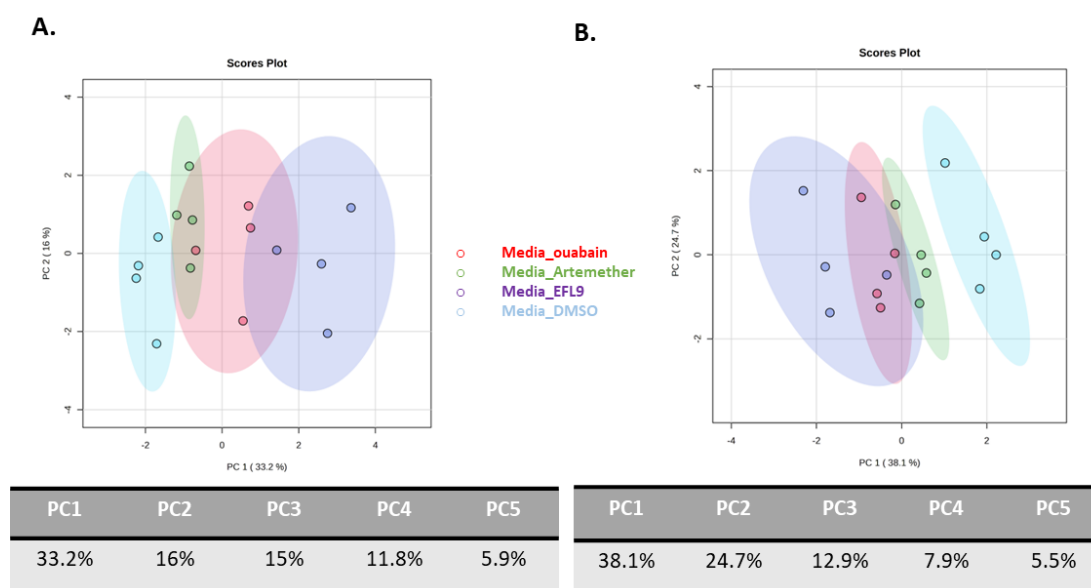 A.
Scores Plot
4
2
0
-2
-4
PC 2 ( 16 %)
-2
0
2
4
PC 1 ( 33.2 %)
Media_ouabain
Media_Artemether
Media_EFL9
Media_DMSO
B.
Scores Plot
4
2
0
-2
PC 2 ( 24.7 %)
-4
-2
0
2
PC 1 ( 38.1 %)
PC1 PC2 PC3 PC4 PC5
33.2% 16% 15% 11.8% 5.9%
PC1 PC2 PC3 PC4 PC5
38.1% 24.7% 12.9% 7.9% 5.5%